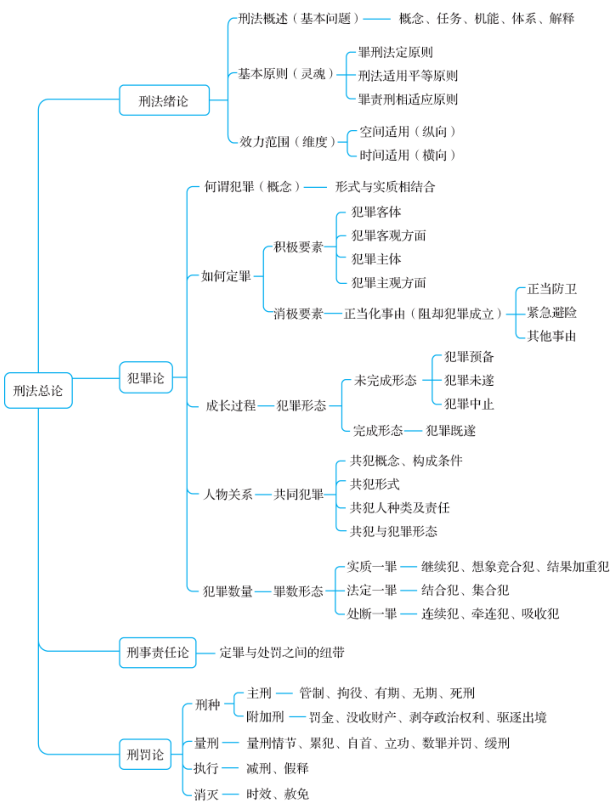 刑法总论
刑法绪论
刑法概述（基本问题） 概念、任务、机能、体系、解释
基本原则（灵魂）
罪刑法定原则
刑法适用平等原则
罪责刑相适应原则
效力范围（维度）
空间适用（纵向）
时间适用（横向）
犯罪论
何谓犯罪（概念） 形式与实质相结合
如何定罪
积极要素
犯罪客体
犯罪客观方面
犯罪主体
犯罪主观方面
消极要素 正当化事由（阻却犯罪成立）
正当防卫
紧急避险
其他事由
成长过程 犯罪形态
未完成形态
犯罪预备
犯罪未遂
犯罪中止
完成形态 犯罪既遂
人物关系 共同犯罪
共犯概念、构成条件
共犯形式
共犯人种类及责任
共犯与犯罪形态
犯罪数量 罪数形态
实质一罪 继续犯、想象竞合犯、结果加重犯
法定一罪 结合犯、集合犯
处断一罪 连续犯、牵连犯、吸收犯
刑事责任论 定罪与处罚之间的纽带
刑罚论
刑种
主刑 管制、拘役、有期、无期、死刑
附加刑 罚金、没收财产、剥夺政治权利、驱逐出境
量刑 量刑情节、累犯、自首、立功、数罪并罚、缓刑
执行 减刑、假释
消灭 时效、赦免